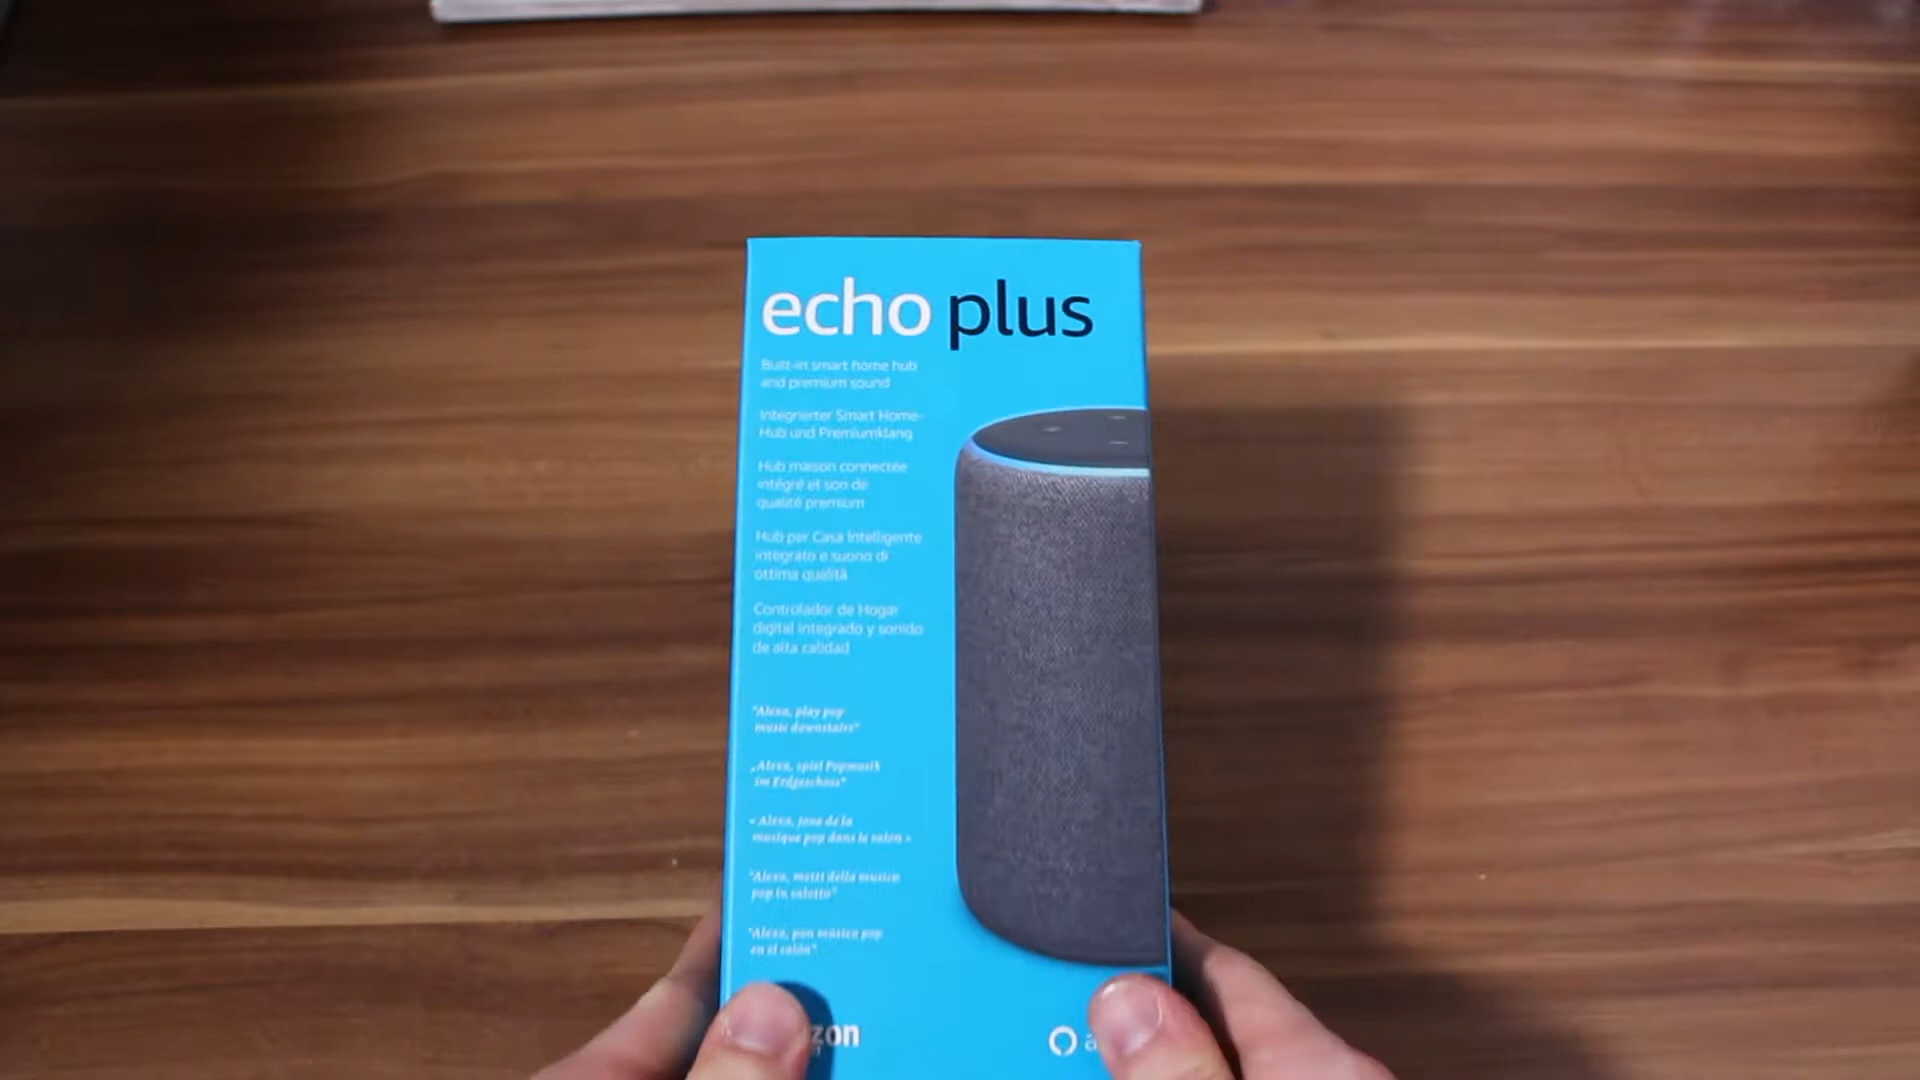 echo plus
Built-in smart home hub
and premium sound
Integrierter Smart Home-
Hub und Premiumklang
Hub maison connectée
intégré et son de
qualité premium
Hub per Casa Intelligente
integrato e suono di
ottima qualità
Controlador de Hogar
digital integrado y sonido
de alta calidad
"Alexa, play pop
music downstairs"
„Alexa, spiel Popmusik
im Erdgeschoss"
« Alexa, joue de la
musique pop dans le salon »
"Alexa, metti della musica
pop in salotto"
"Alexa, pon música pop
en el salón"
zon
a